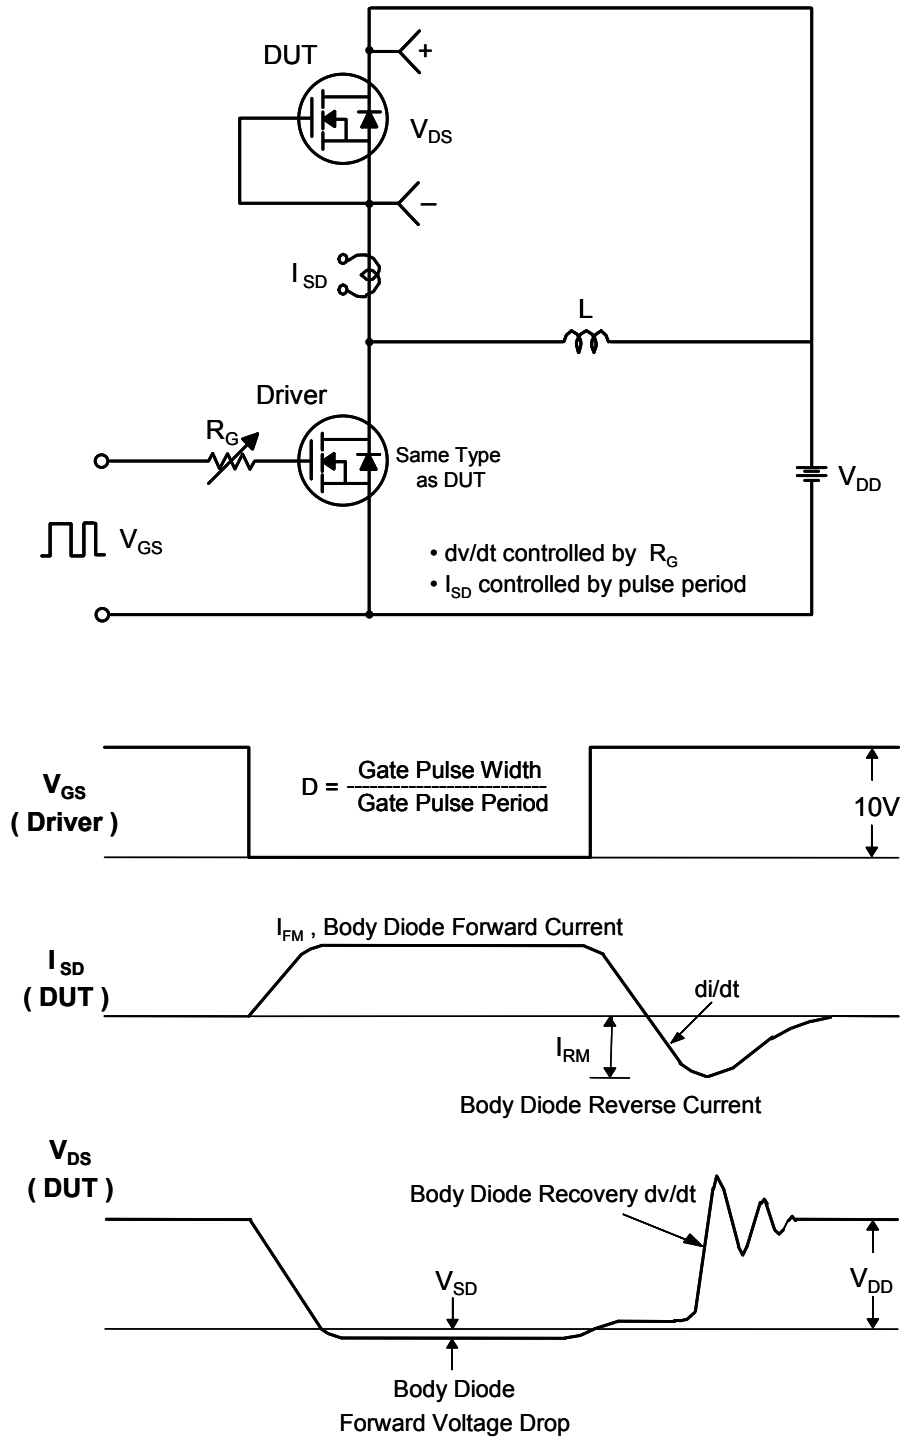 DUT
+
V_DS
–
I_SD
L
Driver
R_G
Same Type
as DUT
V_DD
V_GS
• dv/dt controlled by R_G
• I_SD controlled by pulse period
V_GS
( Driver )
D = Gate Pulse Width
Gate Pulse Period
10V
I_FM , Body Diode Forward Current
I_SD
( DUT )
di/dt
I_RM
Body Diode Reverse Current
V_DS
( DUT )
Body Diode Recovery dv/dt
V_SD
V_DD
Body Diode
Forward Voltage Drop